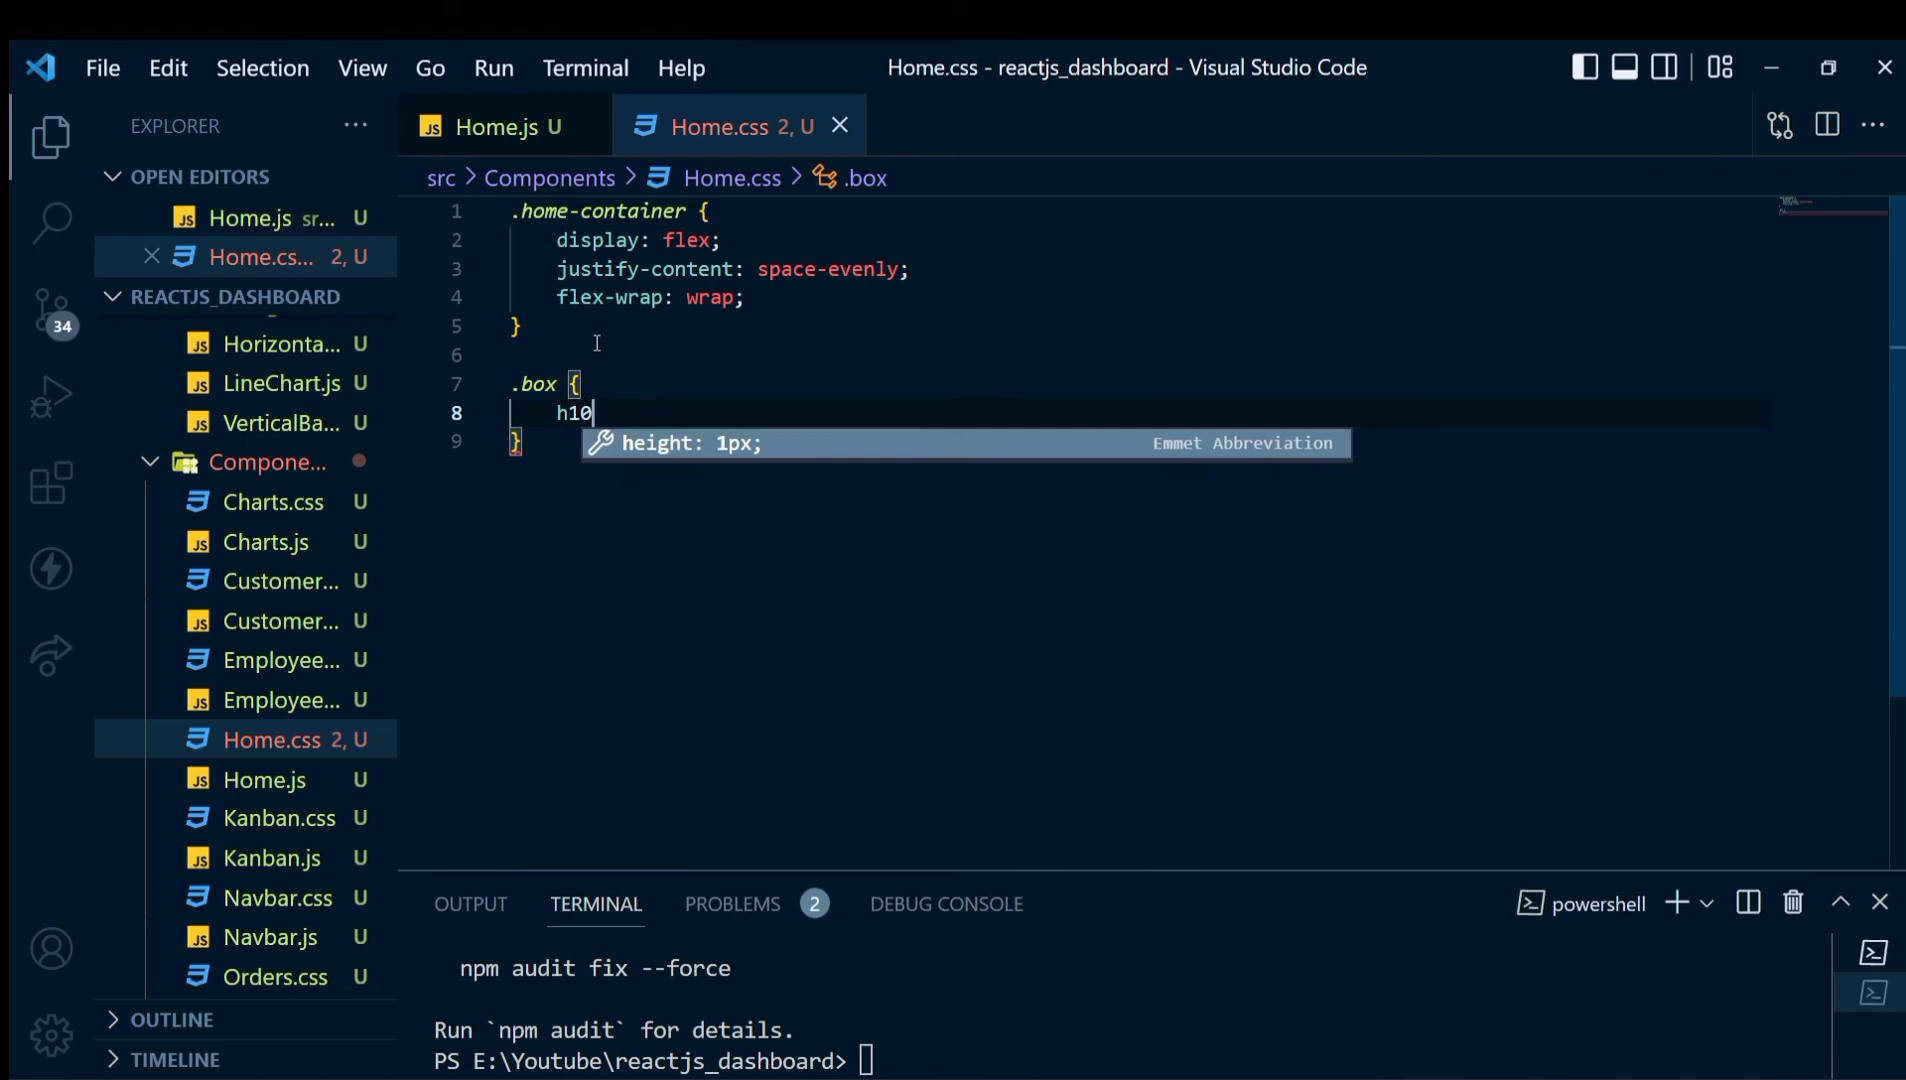 File Edit Selection View Go Run Terminal Help
Home.css - reactjs_dashboard - Visual Studio Code
EXPLORER
Home.js U
Home.css 2, U
OPEN EDITORS
Home.js sr... U
Home.cs... 2, U
REACTJS_DASHBOARD
Horizonta... U
LineChart.js U
VerticalBa... U
Compone...
Charts.css U
Charts.js U
Customer... U
Customer... U
Employee... U
Employee... U
Home.css 2, U
Home.js U
Kanban.css U
Kanban.js U
Navbar.css U
Navbar.js U
Orders.css U
OUTLINE
TIMELINE
34
src > Components > Home.css > .box
1 .home-container {
2 display: flex;
3 justify-content: space-evenly;
4 flex-wrap: wrap;
5 }
6
7 .box {
8 h10
9 }
height: 1px; Emmet Abbreviation
OUTPUT TERMINAL PROBLEMS 2 DEBUG CONSOLE
powershell
npm audit fix --force
Run `npm audit` for details.
PS E:\Youtube\reactjs_dashboard>